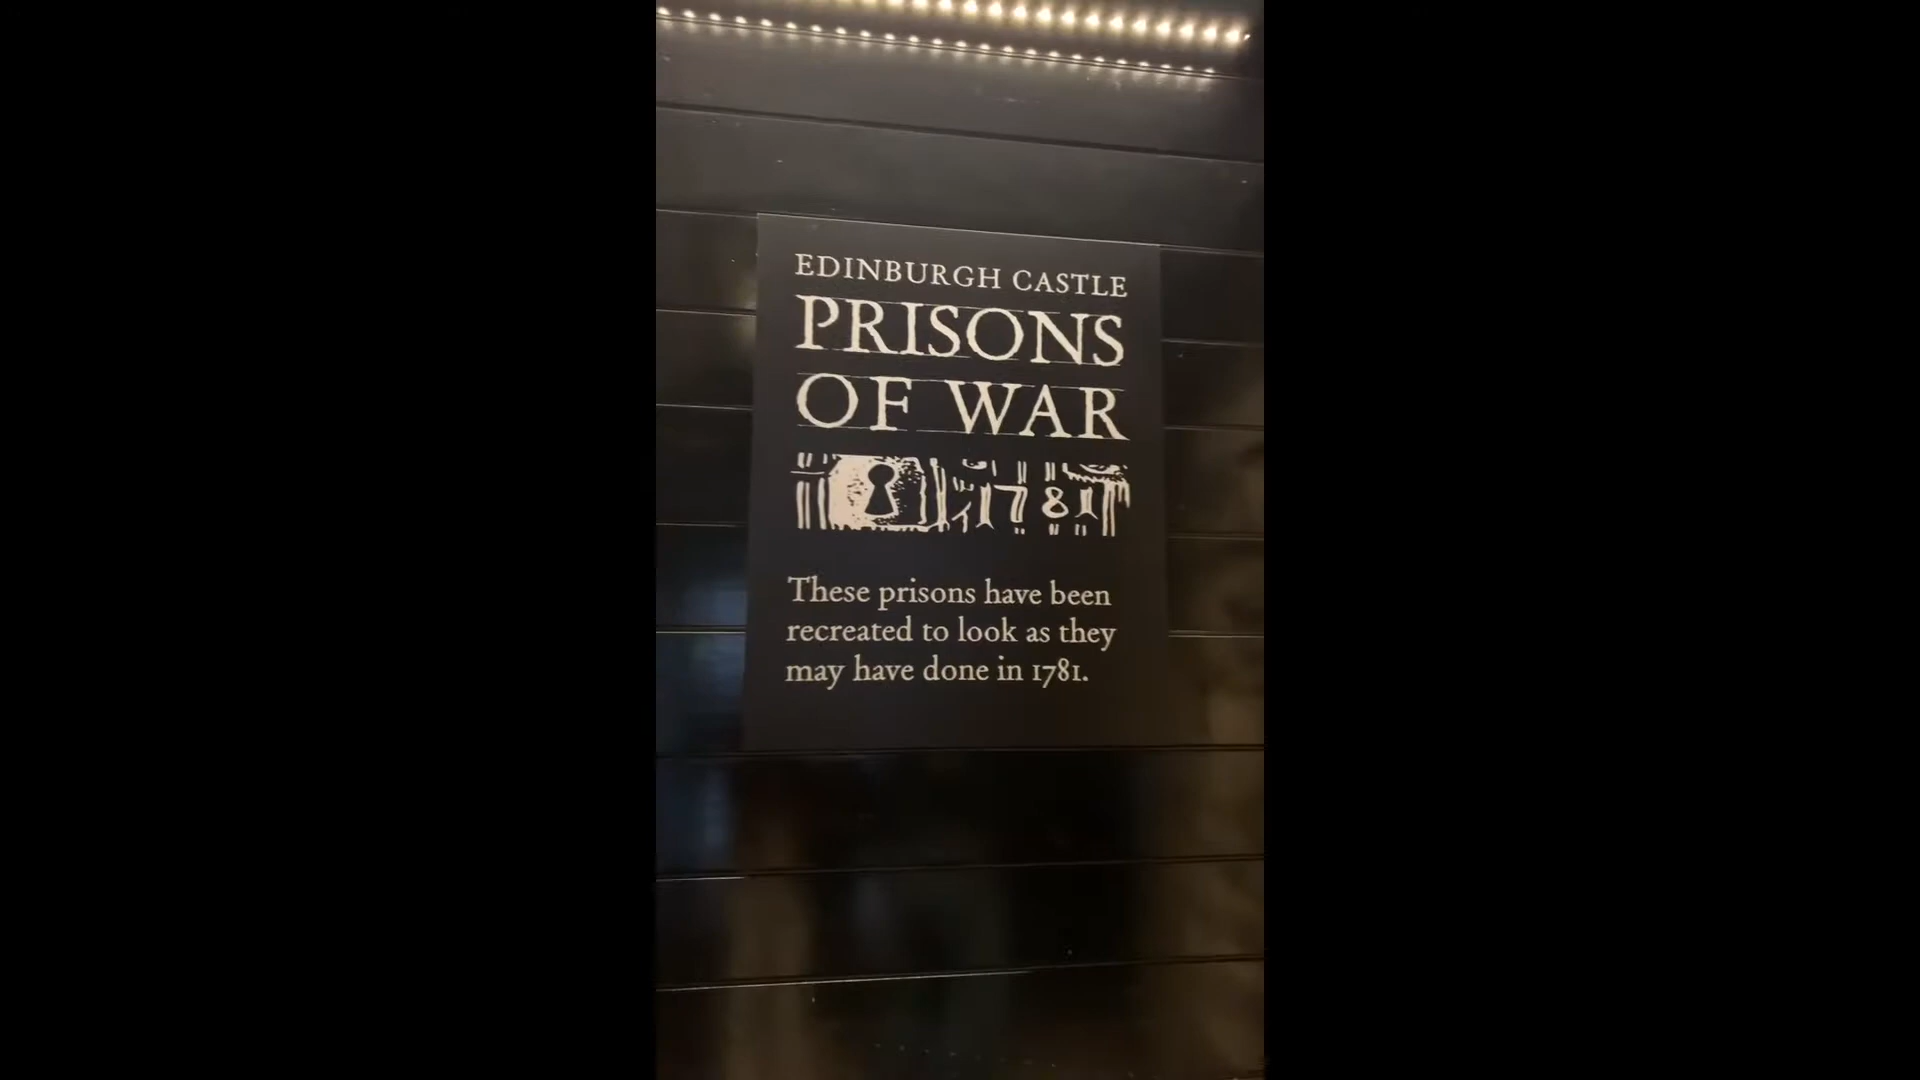 EDINBURGH CASTLE
PRISONS
OF WAR
1781
These prisons have been
recreated to look as they
may have done in 1781.